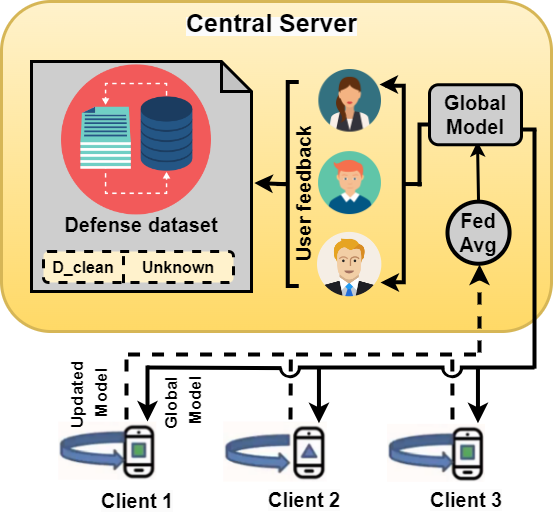 Central Server
Global
Model
User feedback
Defense dataset
D_clean
Unknown
Fed
Avg
Updated
Model
Global
Model
Client 1
Client 2
Client 3